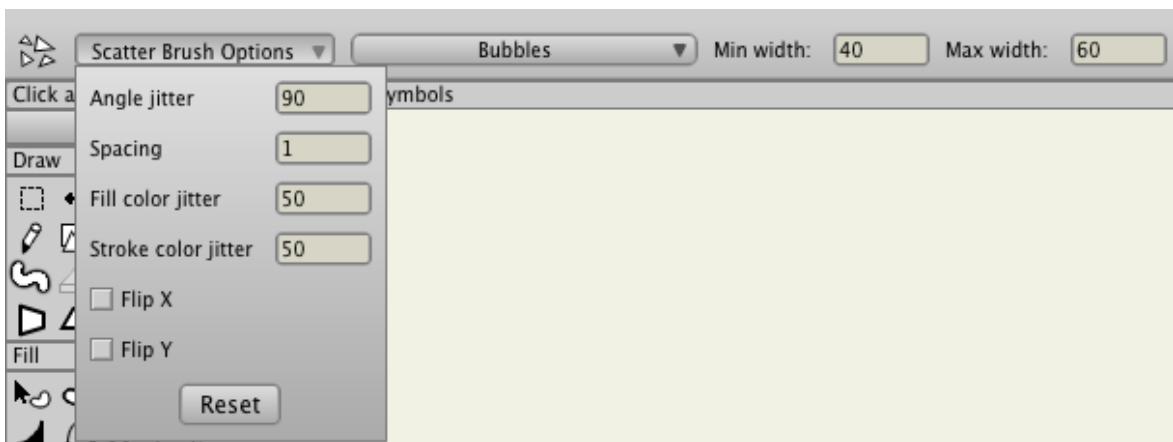 Scatter Brush Options
Bubbles
Min width: 40
Max width: 60
Click a
ymbols
Angle jitter 90
Spacing 1
Draw
Fill color jitter 50
Stroke color jitter 50
Flip X
Flip Y
Fill
Reset